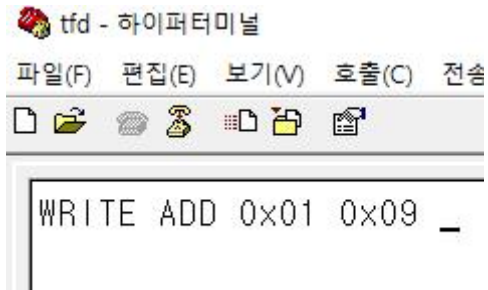 tfd - 하이퍼터미널
파일(F) 편집(E) 보기(V) 호출(C) 전송
WRITE ADD 0x01 0x09 _